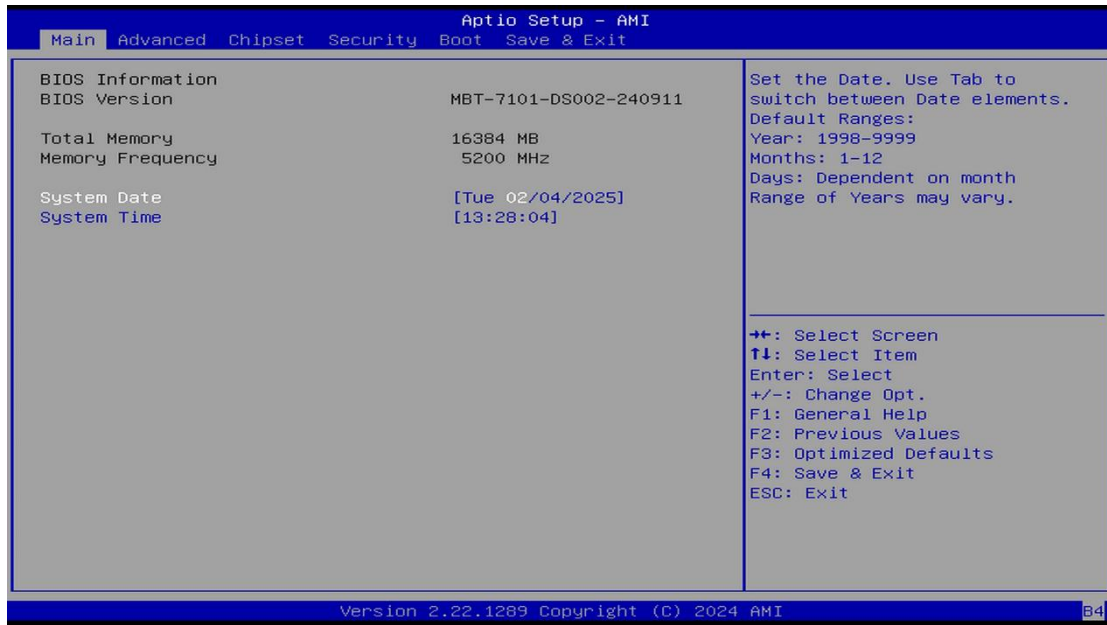 Aptio Setup - AMI
Main Advanced Chipset Security Boot Save & Exit
BIOS Information
BIOS Version MBT-7101-DS002-240911
Total Memory 16384 MB
Memory Frequency 5200 MHz
System Date [Tue 02/04/2025]
System Time [13:28:04]
Set the Date. Use Tab to
switch between Date elements.
Default Ranges:
Year: 1998-9999
Months: 1-12
Days: Dependent on month
Range of Years may vary.
→←: Select Screen
↑↓: Select Item
Enter: Select
+/-: Change Opt.
F1: General Help
F2: Previous Values
F3: Optimized Defaults
F4: Save & Exit
ESC: Exit
Version 2.22.1289 Copyright (C) 2024 AMI
B4